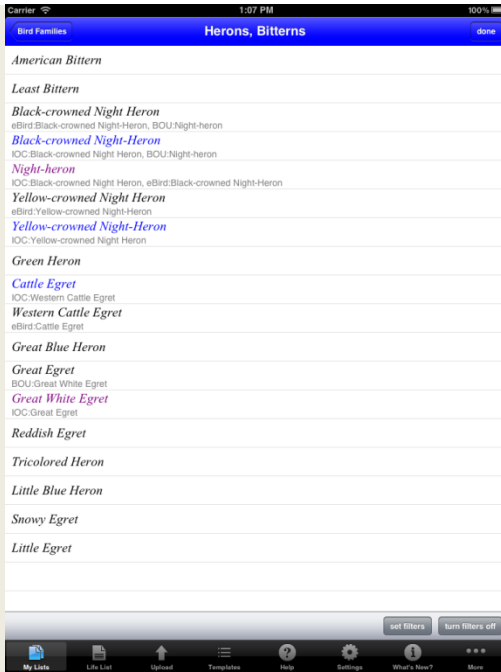 Carrier 1:07 PM 100%
Bird Families Herons, Bitterns done
American Bittern
Least Bittern
Black-crowned Night Heron
eBird:Black-crowned Night-Heron, BOU:Night-heron
Black-crowned Night-Heron
IOC:Black-crowned Night Heron, BOU:Night-heron
Night-heron
IOC:Black-crowned Night Heron, eBird:Black-crowned Night-Heron
Yellow-crowned Night Heron
eBird:Yellow-crowned Night-Heron
Yellow-crowned Night-Heron
IOC:Yellow-crowned Night Heron
Green Heron
Cattle Egret
IOC:Western Cattle Egret
Western Cattle Egret
eBird:Cattle Egret
Great Blue Heron
Great Egret
BOU:Great White Egret
Great White Egret
IOC:Great Egret
Reddish Egret
Tricolored Heron
Little Blue Heron
Snowy Egret
Little Egret
set filters turn filters off
My Lists Life List Upload Templates Help Settings What's New? More